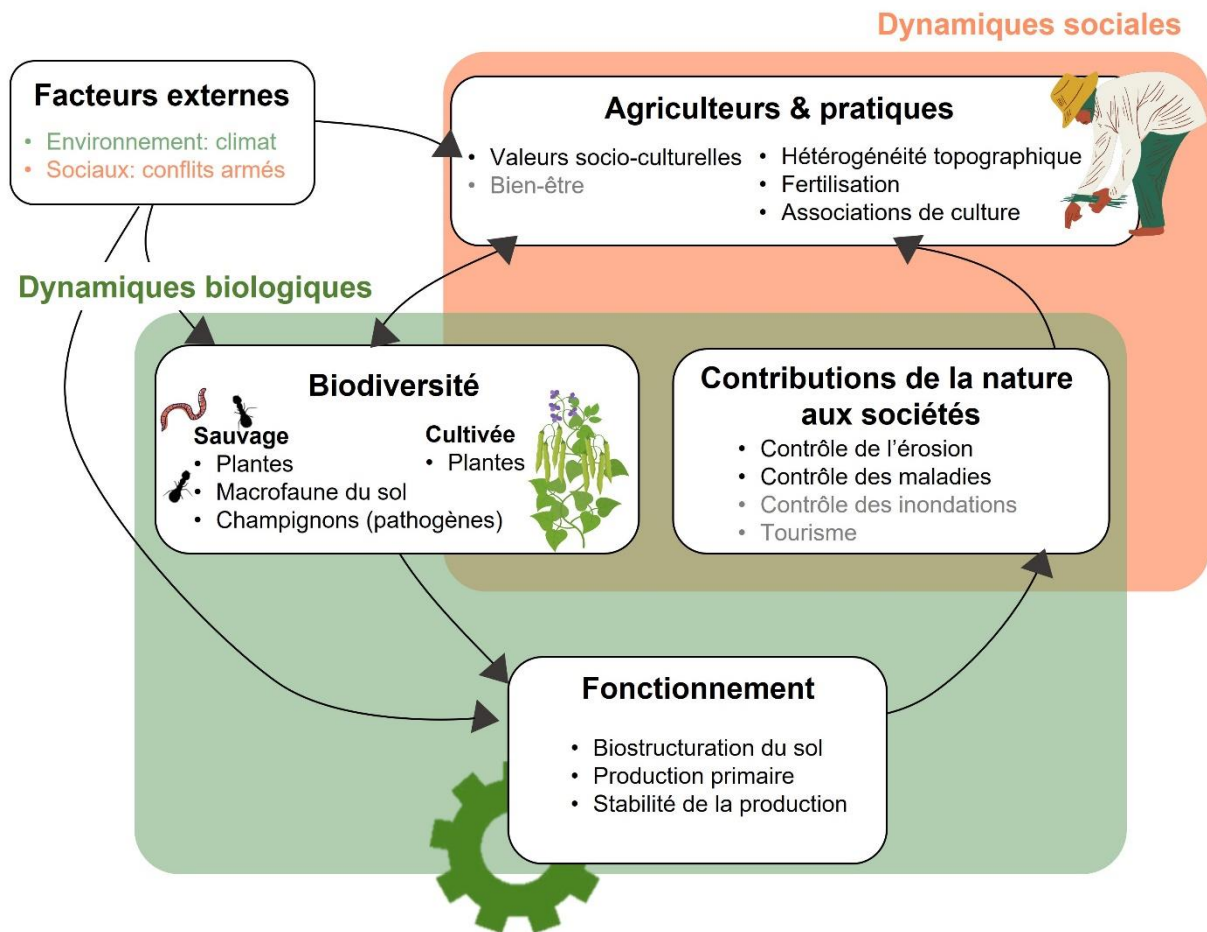 Dynamiques sociales
Facteurs externes
• Environnement: climat
• Sociaux: conflits armés
Agriculteurs & pratiques
• Valeurs socio-culturelles
• Bien-être
• Hétérogénéité topographique
• Fertilisation
• Associations de culture
Dynamiques biologiques
Biodiversité
Sauvage
• Plantes
• Macrofaune du sol
• Champignons (pathogènes)
Cultivée
• Plantes
Contributions de la nature
aux sociétés
• Contrôle de l'érosion
• Contrôle des maladies
• Contrôle des inondations
• Tourisme
Fonctionnement
• Biostructuration du sol
• Production primaire
• Stabilité de la production